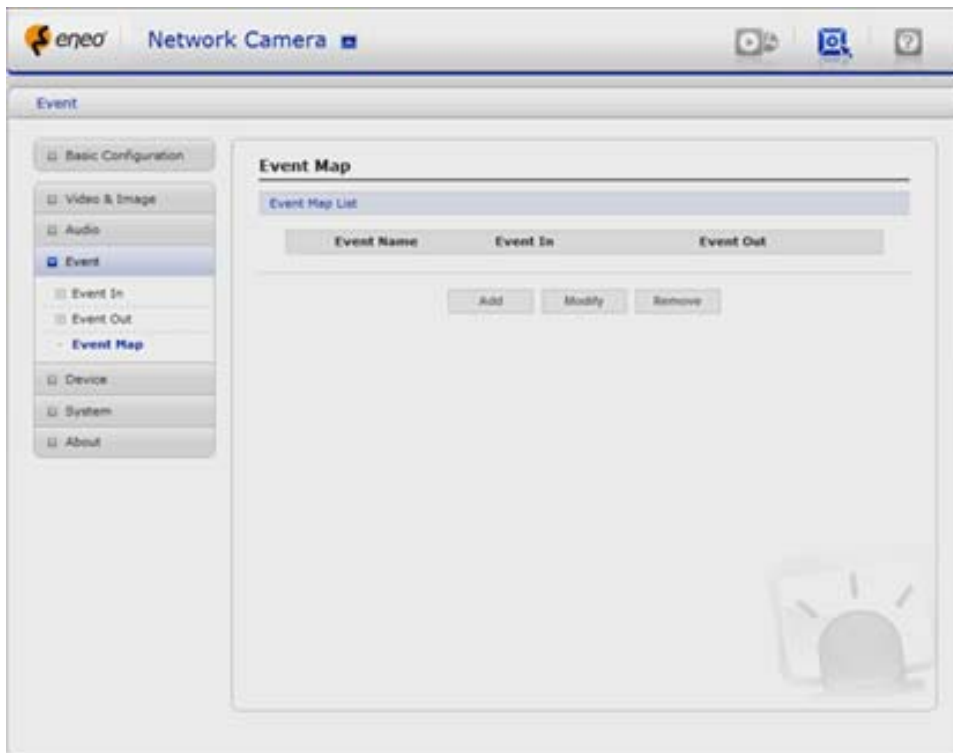 eneo Network Camera
Event
Basic Configuration
Video & Image
Audio
Event
Event In
Event Out
Event Map
Device
System
About
Event Map
Event Map List
Event Name Event In Event Out
Add Modify Remove